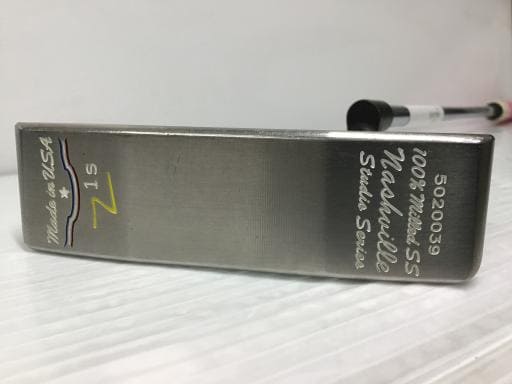 Made in USA
Z 1s
5020039
100% Milled SS
Nashville
Studio Series